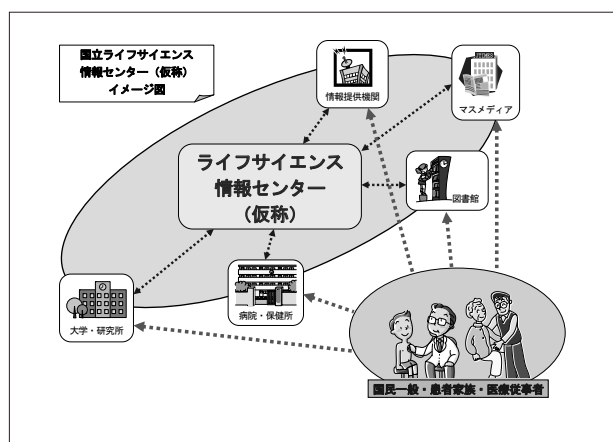 国立ライフサイエンス
情報センター（仮称）
イメージ図
情報提供機関
マスメディア
ライフサイエンス
情報センター
（仮称）
図書館
大学・研究所
病院・保健所
国民一般・患者家族・医療従事者